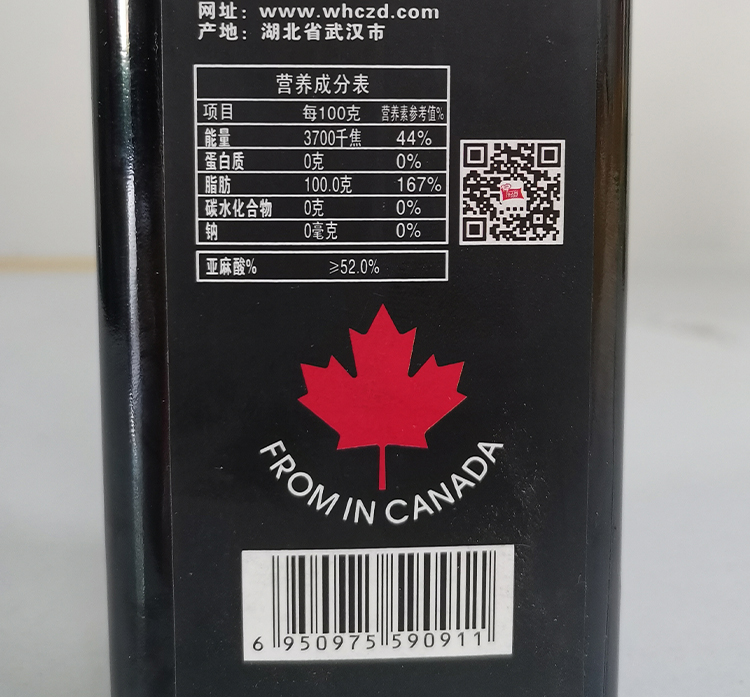 网址：www.whczd.com
产地：湖北省武汉市
营养成分表
项目 每100克 营养素参考值%
能量 3700千焦 44%
蛋白质 0克 0%
脂肪 100.0克 167%
碳水化合物 0克 0%
钠 0毫克 0%
亚麻酸% ≥52.0%
FROM IN CANADA
6 950975 590911